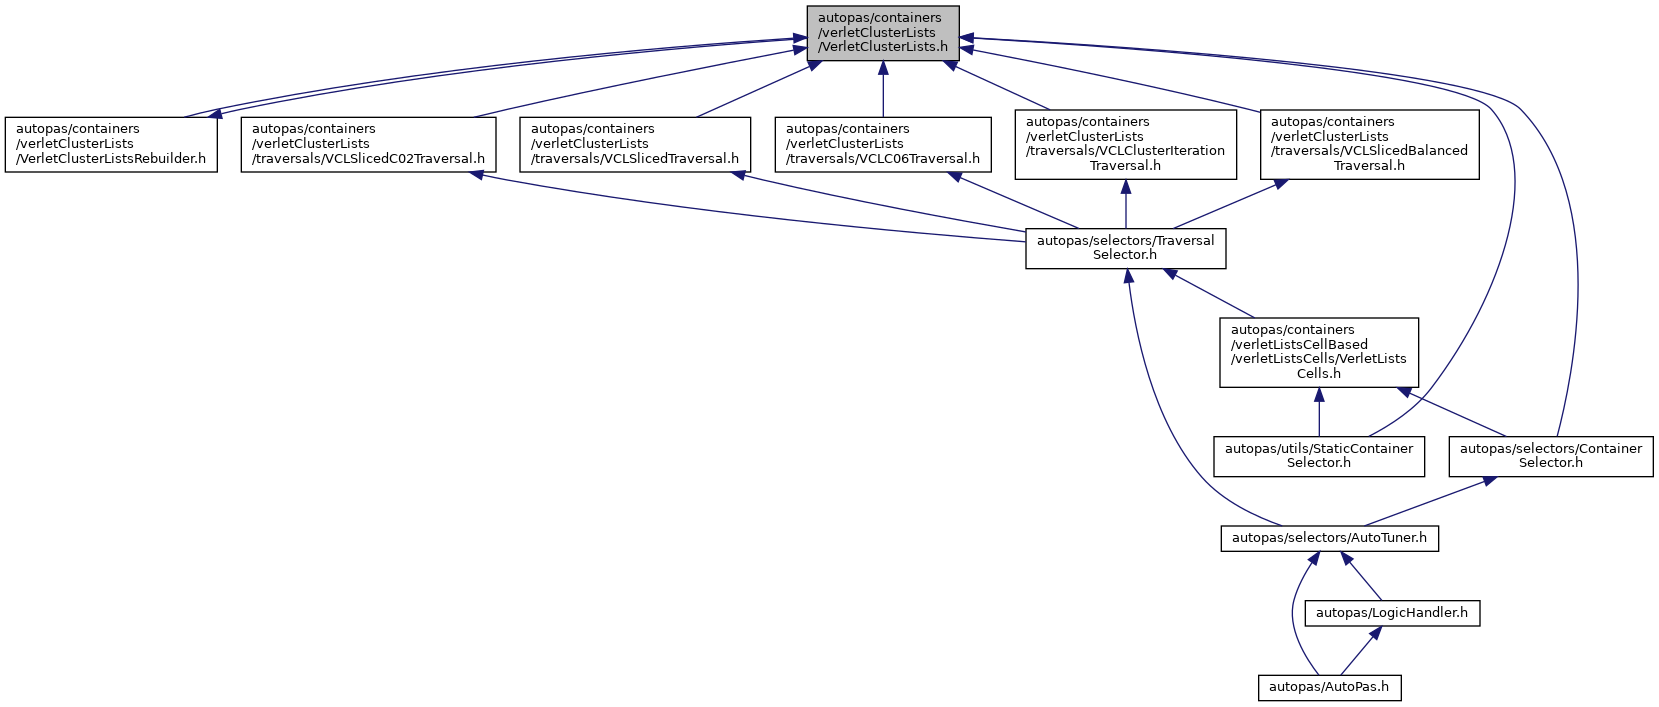 autopas/containers
/verletClusterLists
/VerletClusterLists.h
autopas/containers
/verletClusterLists
/VerletClusterListsRebuilder.h
autopas/containers
/verletClusterLists
/traversals/VCLSlicedC02Traversal.h
autopas/containers
/verletClusterLists
/traversals/VCLSlicedTraversal.h
autopas/containers
/verletClusterLists
/traversals/VCLC06Traversal.h
autopas/containers
/verletClusterLists
/traversals/VCLClusterIteration
Traversal.h
autopas/containers
/verletClusterLists
/traversals/VCLSlicedBalanced
Traversal.h
autopas/selectors/Traversal
Selector.h
autopas/containers
/verletListsCellBased
/verletListsCells/VerletLists
Cells.h
autopas/utils/StaticContainer
Selector.h
autopas/selectors/Container
Selector.h
autopas/selectors/AutoTuner.h
autopas/LogicHandler.h
autopas/AutoPas.h